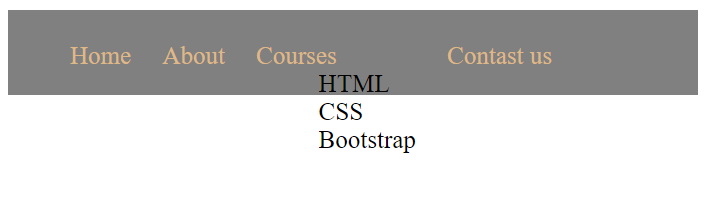 Home About Courses Contast us
HTML
CSS
Bootstrap